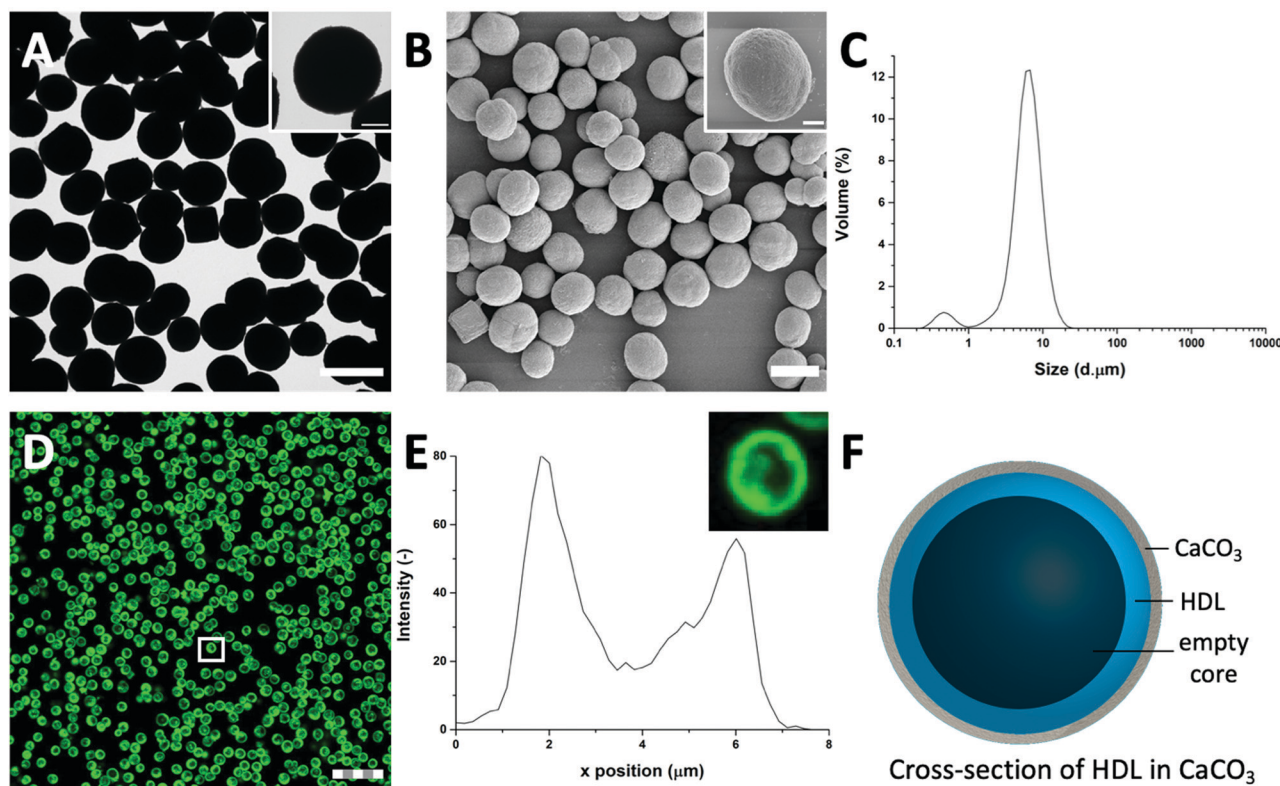 A
B
C
12
10
8
6
4
2
0
Volume (%)
0.1
1
10
100
1000
10000
Size (d.μm)
D
E
80
60
40
20
0
Intensity (-)
0
2
4
6
8
x position (μm)
F
CaCO₃
HDL
empty
core
Cross-section of HDL in CaCO₃